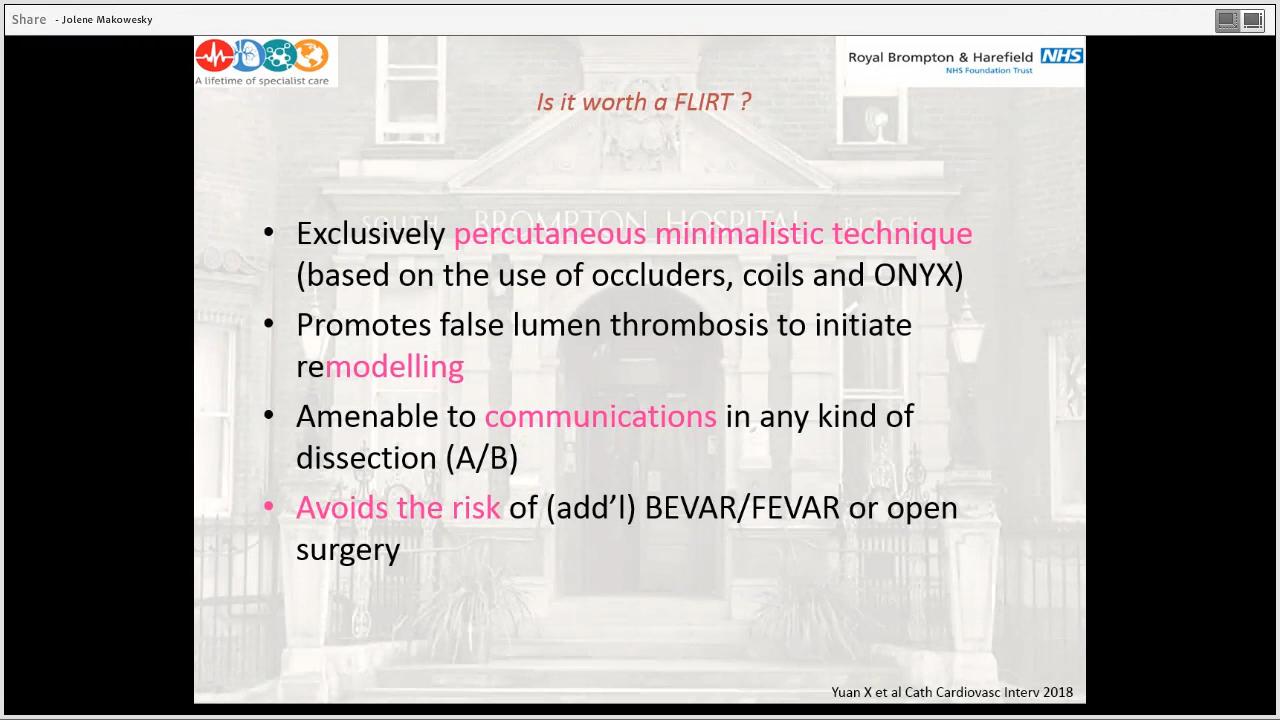 Share - Jolene Makowesky
A lifetime of specialist care
Royal Brompton & Harefield NHS
NHS Foundation Trust
Is it worth a FLIRT ?
SOUTH BROMPTON HOSPITAL BLOCK
• Exclusively percutaneous minimalistic technique
(based on the use of occluders, coils and ONYX)
• Promotes false lumen thrombosis to initiate
remodelling
• Amenable to communications in any kind of
dissection (A/B)
• Avoids the risk of (add’l) BEVAR/FEVAR or open
surgery
Yuan X et al Cath Cardiovasc Interv 2018